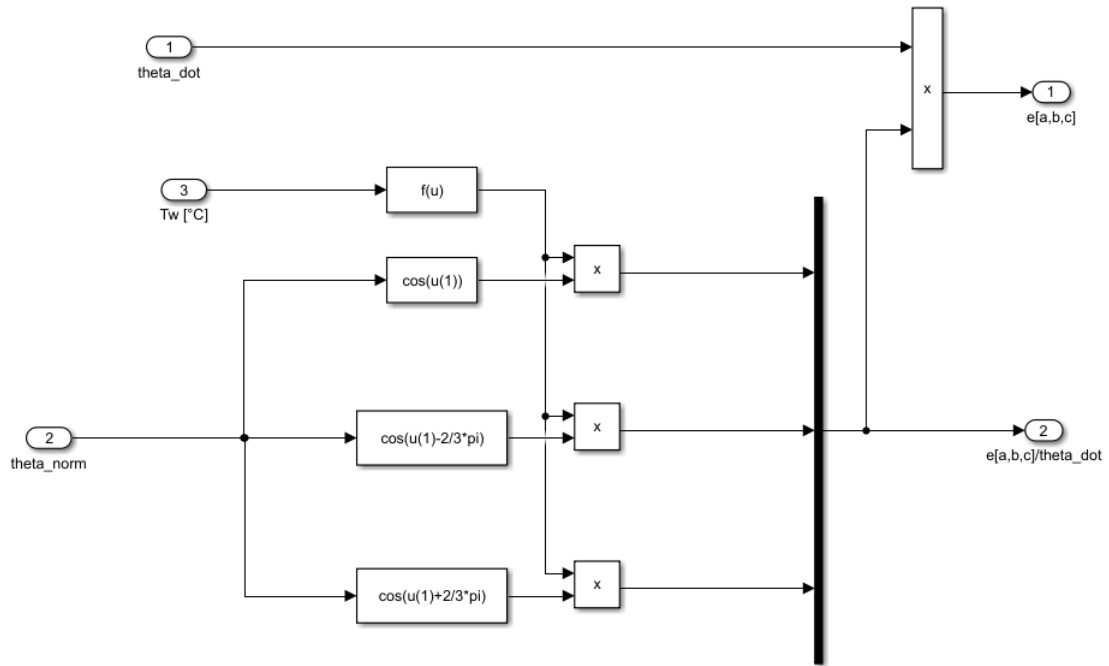 1
theta_dot
x
1
e[a,b,c]
3
Tw [°C]
f(u)
cos(u(1))
x
2
theta_norm
cos(u(1)-2/3*pi)
x
2
e[a,b,c]/theta_dot
cos(u(1)+2/3*pi)
x